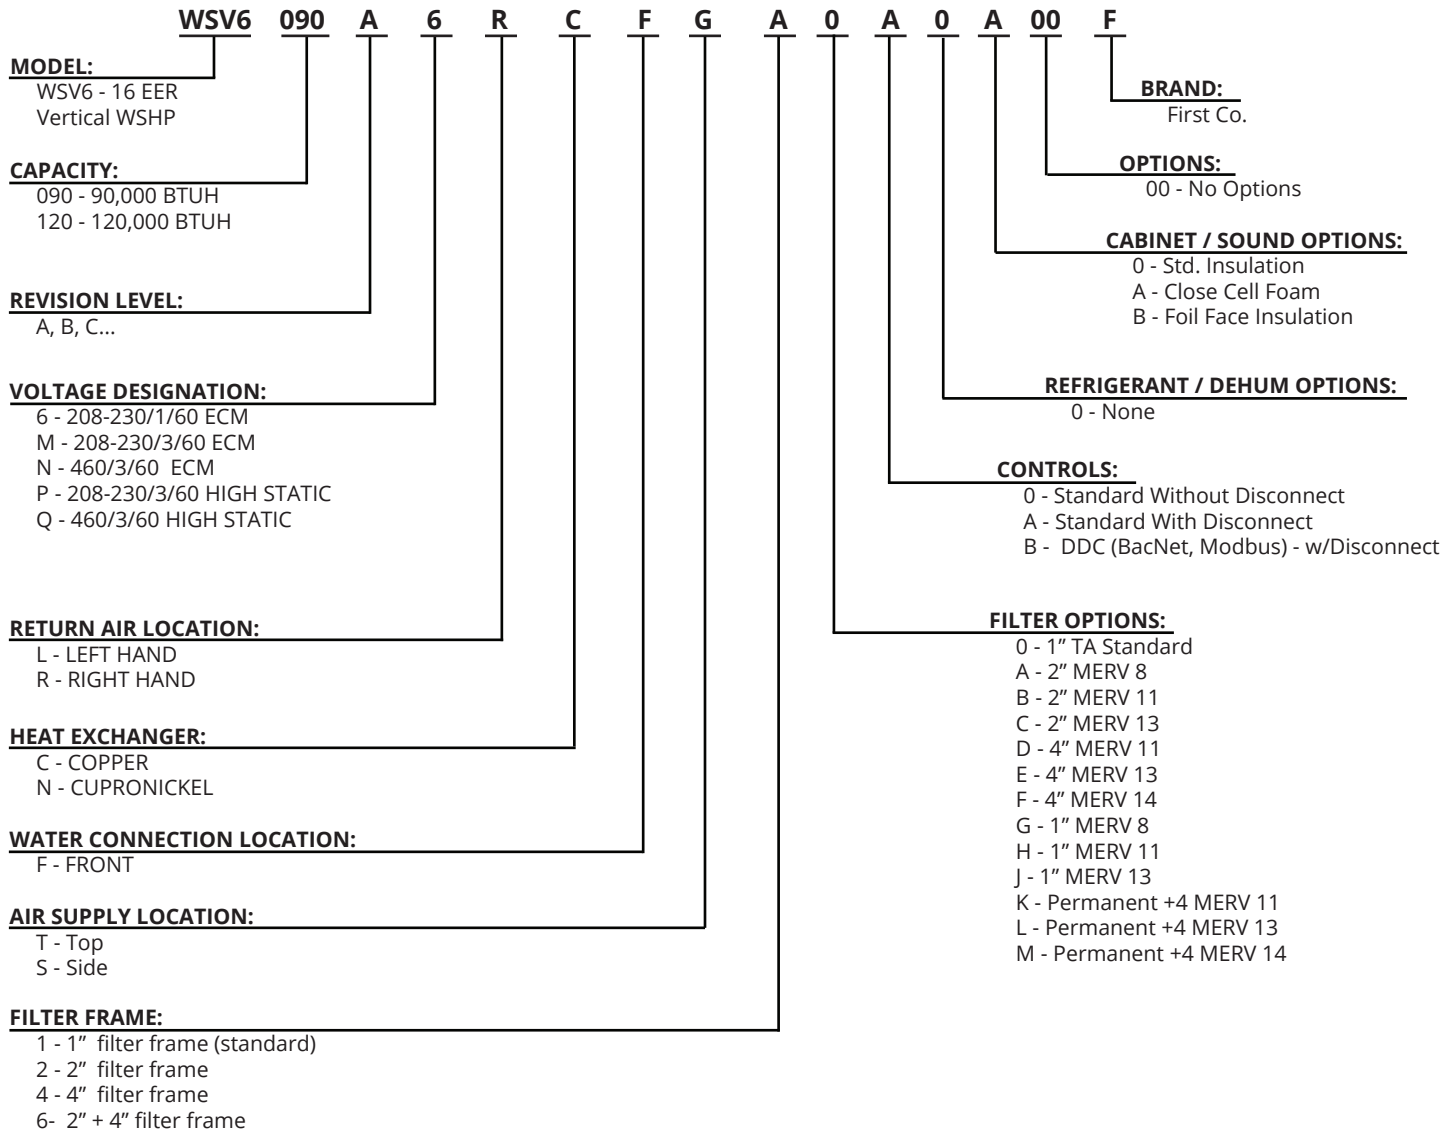 WSV6 090 A 6 R C F G A 0 A 0 A 00 F
MODEL:
WSV6 - 16 EER
Vertical WSHP
CAPACITY:
090 - 90,000 BTUH
120 - 120,000 BTUH
REVISION LEVEL:
A, B, C...
VOLTAGE DESIGNATION:
6 - 208-230/1/60 ECM
M - 208-230/3/60 ECM
N - 460/3/60 ECM
P - 208-230/3/60 HIGH STATIC
Q - 460/3/60 HIGH STATIC
RETURN AIR LOCATION:
L - LEFT HAND
R - RIGHT HAND
HEAT EXCHANGER:
C - COPPER
N - CUPRONICKEL
WATER CONNECTION LOCATION:
F - FRONT
AIR SUPPLY LOCATION:
T - Top
S - Side
FILTER FRAME:
1 - 1” filter frame (standard)
2 - 2” filter frame
4 - 4” filter frame
6- 2” + 4” filter frame
BRAND:
First Co.
OPTIONS:
00 - No Options
CABINET / SOUND OPTIONS:
0 - Std. Insulation
A - Close Cell Foam
B - Foil Face Insulation
REFRIGERANT / DEHUM OPTIONS:
0 - None
CONTROLS:
0 - Standard Without Disconnect
A - Standard With Disconnect
B - DDC (BacNet, Modbus) - w/Disconnect
FILTER OPTIONS:
0 - 1” TA Standard
A - 2” MERV 8
B - 2” MERV 11
C - 2” MERV 13
D - 4” MERV 11
E - 4” MERV 13
F - 4” MERV 14
G - 1” MERV 8
H - 1” MERV 11
J - 1” MERV 13
K - Permanent +4 MERV 11
L - Permanent +4 MERV 13
M - Permanent +4 MERV 14